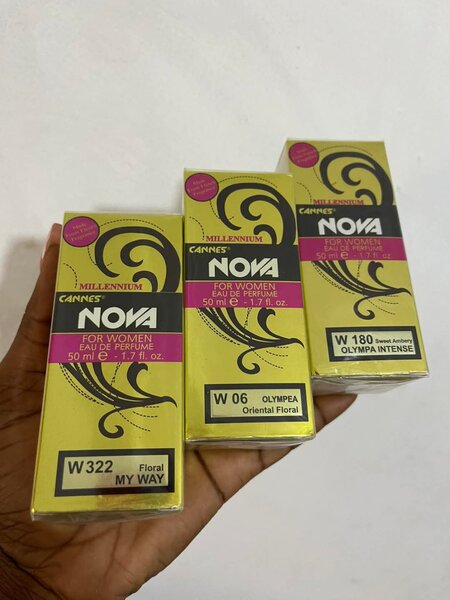 MILLENNIUM
CANNES®
NOVA
FOR WOMEN
EAU DE PERFUME
50 ml e - 1.7 fl. oz.
W 322 Floral
MY WAY
MILLENNIUM
CANNES®
NOVA
FOR WOMEN
EAU DE PERFUME
50 ml e - 1.7 fl. oz.
W 06 OLYMPEA
Oriental Floral
MILLENNIUM
CANNES®
NOVA
FOR WOMEN
EAU DE PERFUME
50 ml e - 1.7 fl. oz.
W 180 Sweet Ambery
OLYMPA INTENSE